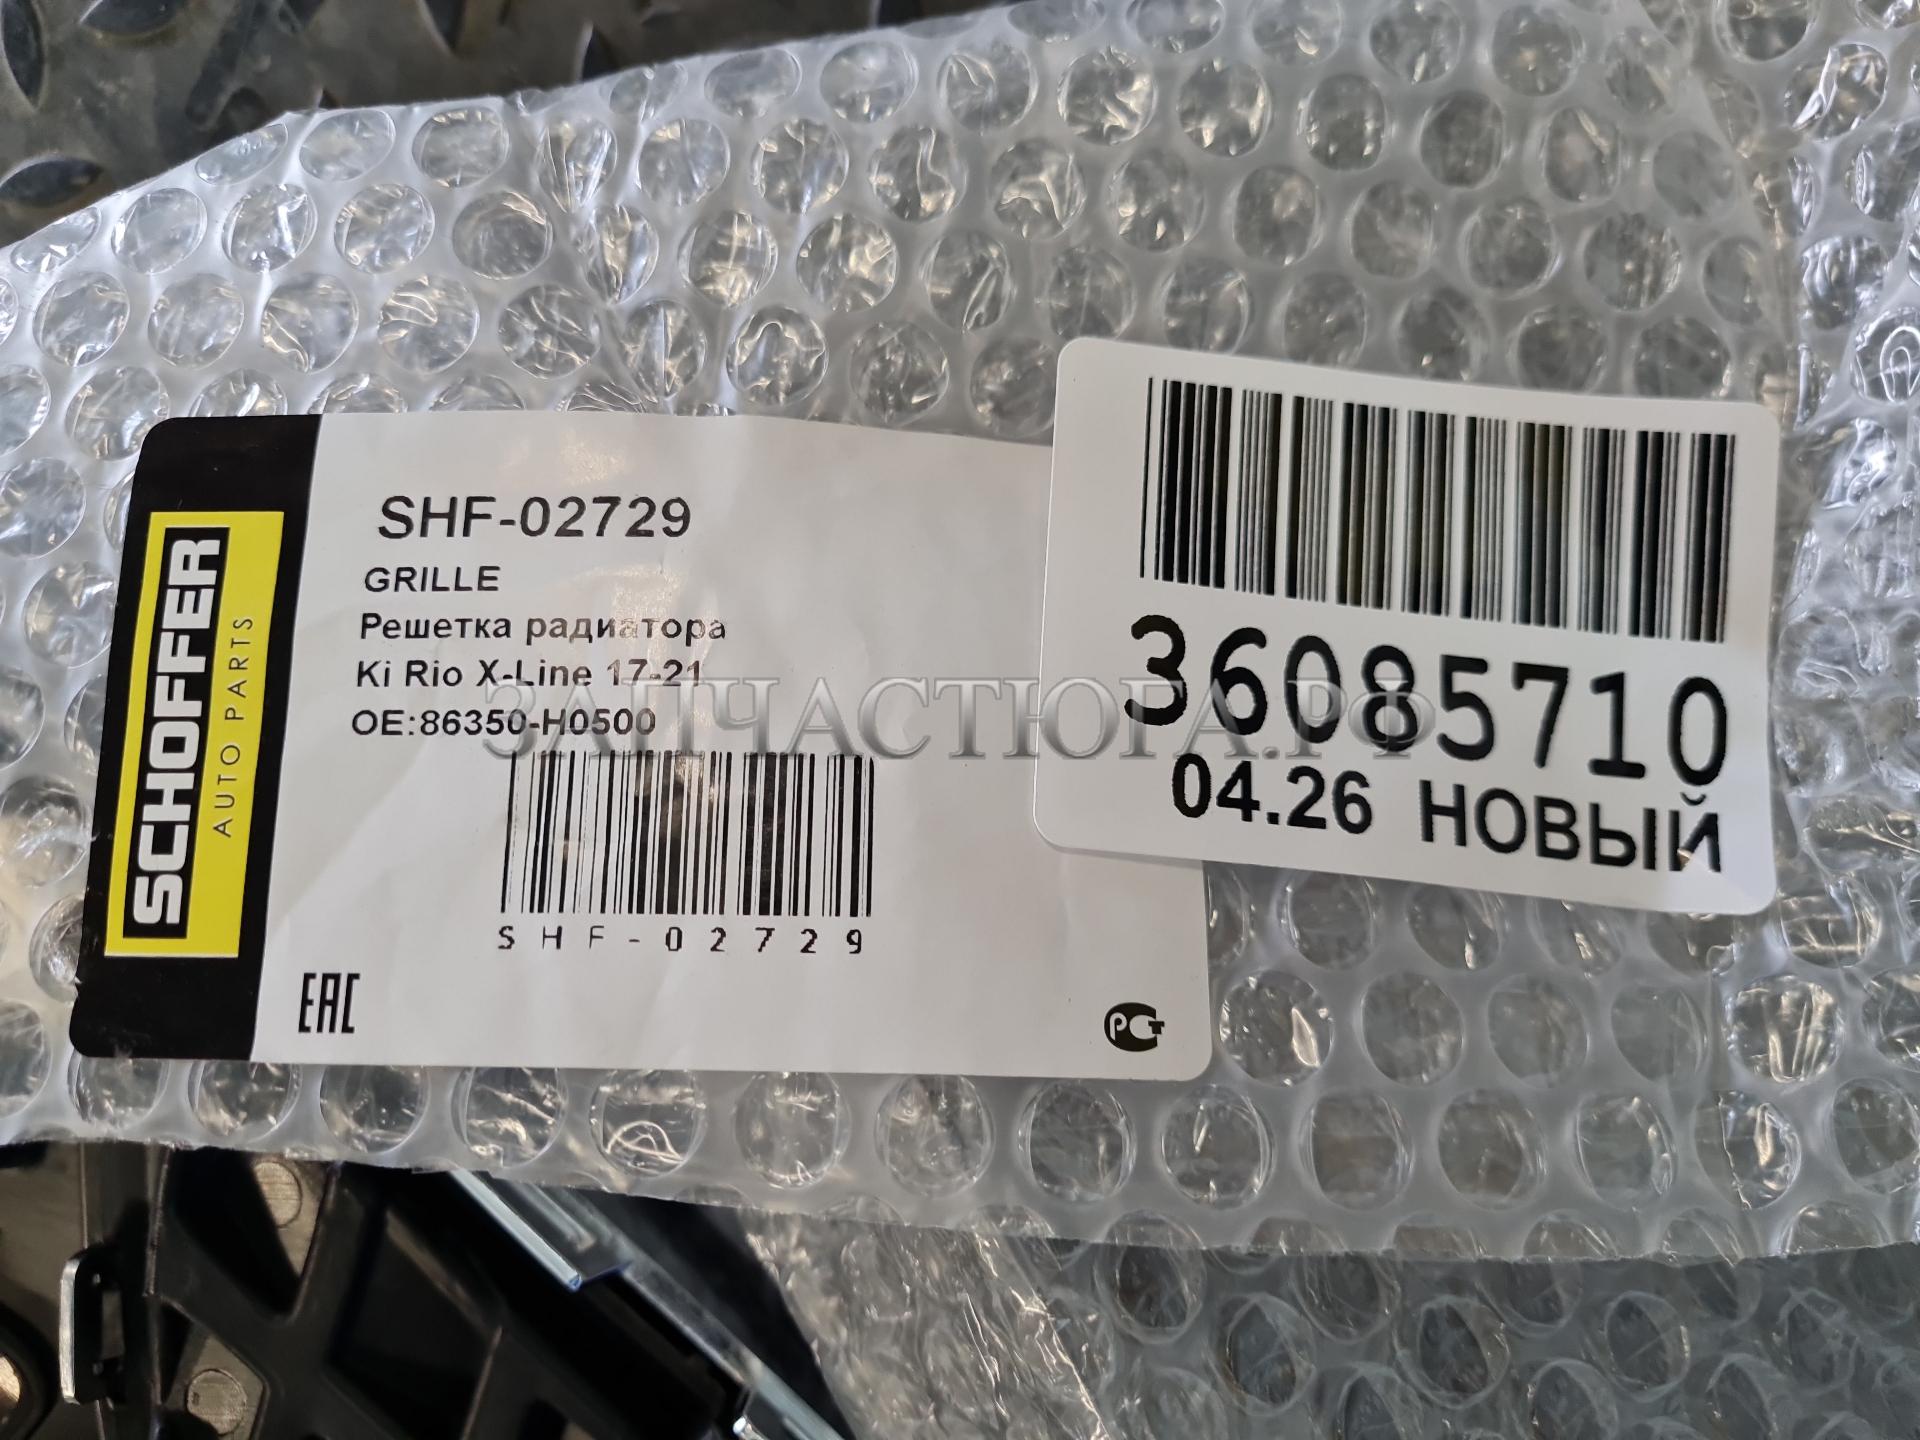 SCHOFFER
AUTO PARTS
SHF-02729
GRILLE
Решетка радиатора
Ki Rio X-Line 17-21
OE:86350-H0500
SHF-02729
EAC
РСТ
36085710
04.26 НОВЫЙ
ЗАПЧАСТЮГА.РФ